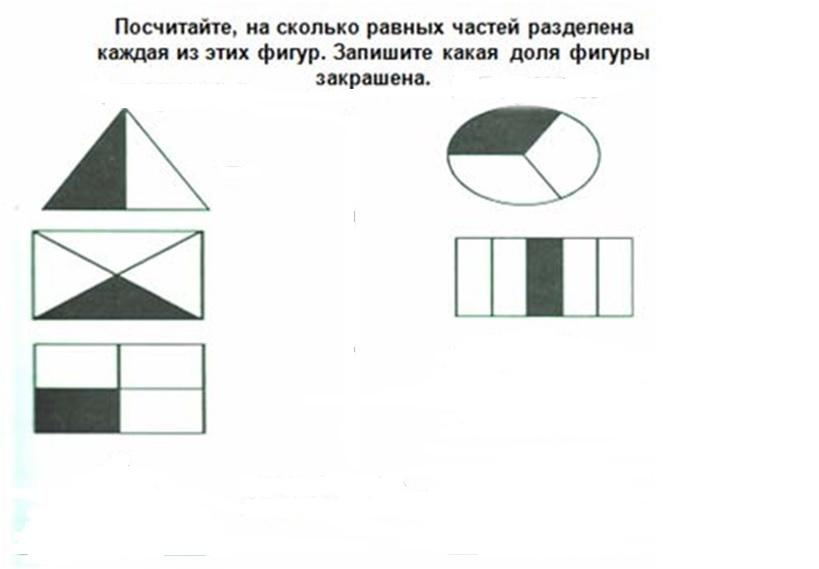 Посчитайте, на сколько равных частей разделена
каждая из этих фигур. Запишите какая доля фигуры
закрашена.